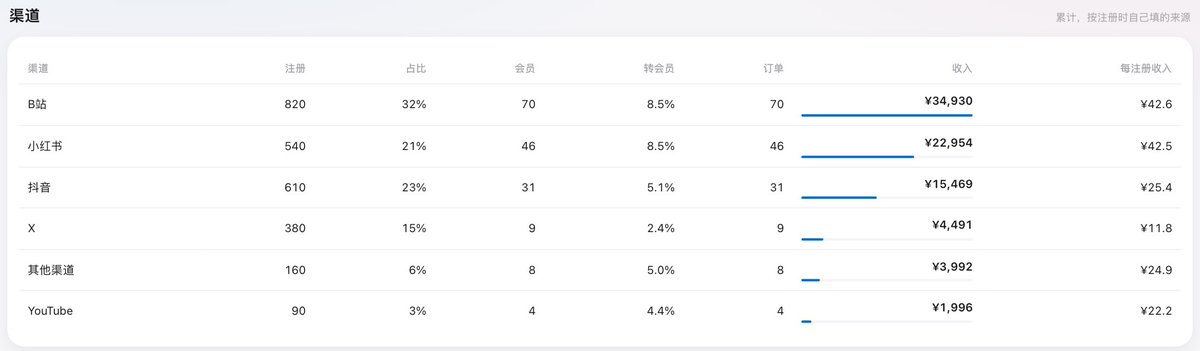 渠道
累计，按注册时自己填的来源
渠道 注册 占比 会员 转会员 订单 收入 每注册收入
B站 820 32% 70 8.5% 70 ¥34,930 ¥42.6
小红书 540 21% 46 8.5% 46 ¥22,954 ¥42.5
抖音 610 23% 31 5.1% 31 ¥15,469 ¥25.4
X 380 15% 9 2.4% 9 ¥4,491 ¥11.8
其他渠道 160 6% 8 5.0% 8 ¥3,992 ¥24.9
YouTube 90 3% 4 4.4% 4 ¥1,996 ¥22.2